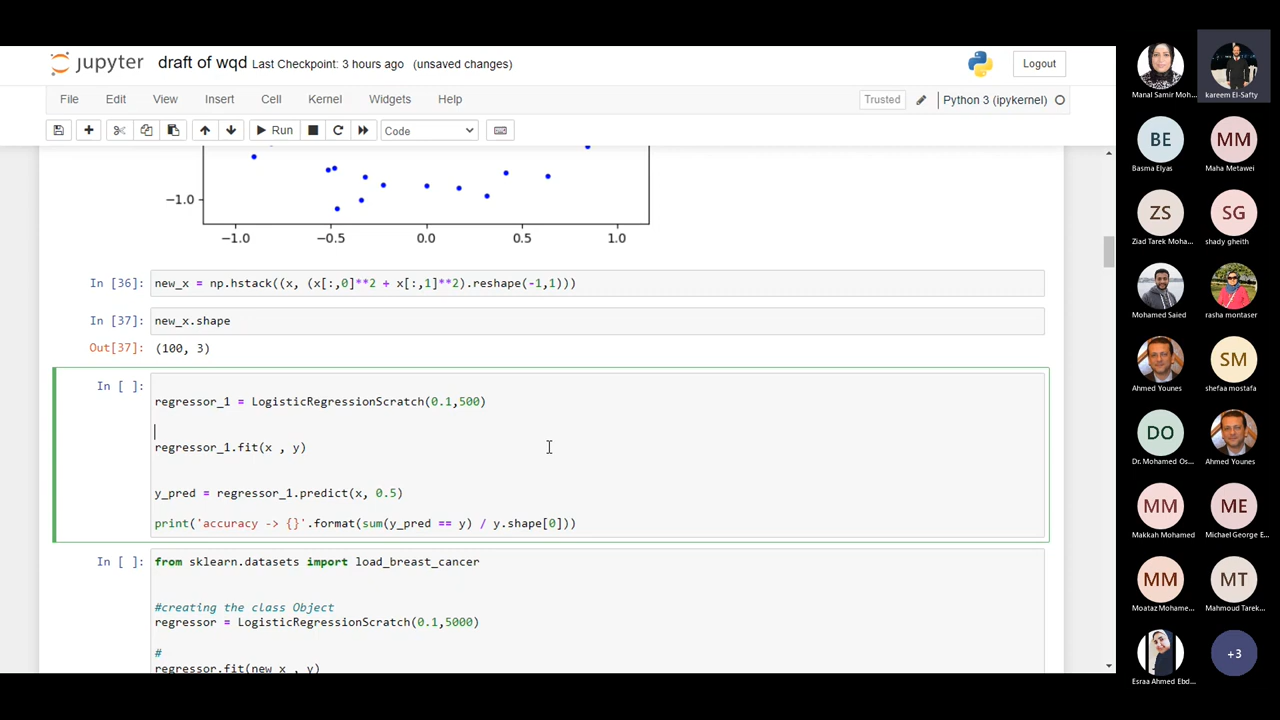 jupyter draft of wqd Last Checkpoint: 3 hours ago (unsaved changes)
Logout
File Edit View Insert Cell Kernel Widgets Help
Trusted Python 3 (ipykernel)
Run Code
−1.0
−1.0 −0.5 0.0 0.5 1.0
In [36]: new_x = np.hstack((x, (x[:,0]**2 + x[:,1]**2).reshape(-1,1)))
In [37]: new_x.shape
Out[37]: (100, 3)
In [ ]:
regressor_1 = LogisticRegressionScratch(0.1,500)
regressor_1.fit(x , y)
y_pred = regressor_1.predict(x, 0.5)
print('accuracy -> {}'.format(sum(y_pred == y) / y.shape[0]))
In [ ]: from sklearn.datasets import load_breast_cancer
#creating the class Object
regressor = LogisticRegressionScratch(0.1,5000)
#
regressor.fit(new_x , y)
Manal Samir Moh... kareem El-Safty
BE MM
Basma Elyas Maha Metawei
ZS SG
Ziad Tarek Moha... shady gheith
Mohamed Saied rasha montaser
SM
Ahmed Younes shefaa mostafa
DO
Dr. Mohamed Os... Ahmed Younes
MM ME
Makkah Mohamed Michael George E...
MM MT
Moataz Mohame... Mahmoud Tarek...
+3
Esraa Ahmed Ebd...